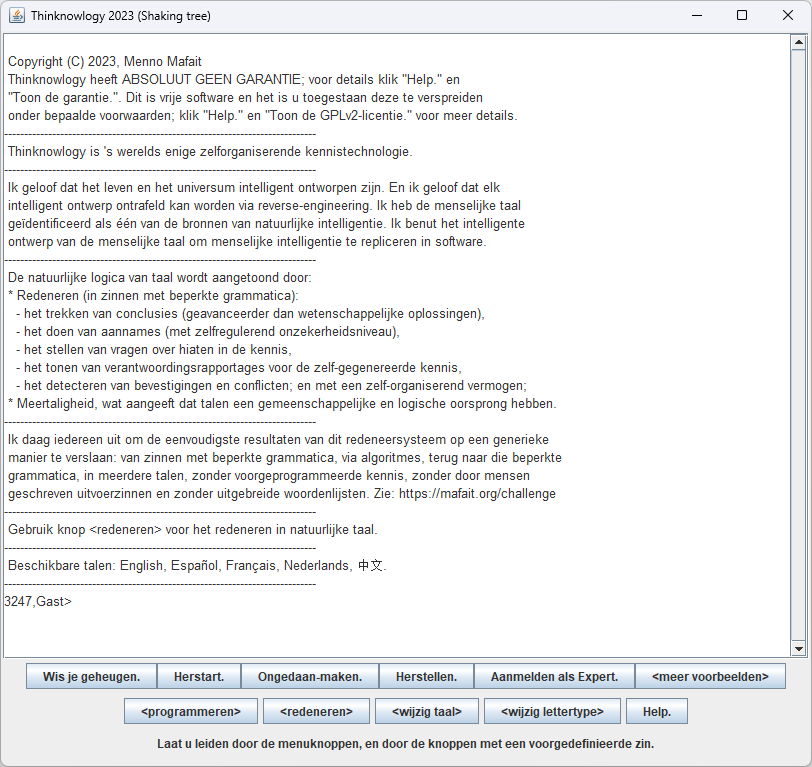 Thinknowlogy 2023 (Shaking tree)
Copyright (C) 2023, Menno Mafait
Thinknowlogy heeft ABSOLUUT GEEN GARANTIE; voor details klik "Help." en
"Toon de garantie.". Dit is vrije software en het is u toegestaan deze te verspreiden
onder bepaalde voorwaarden; klik "Help." en "Toon de GPLv2-licentie." voor meer details.
Thinknowlogy is 's werelds enige zelforganiserende kennistechnologie.
Ik geloof dat het leven en het universum intelligent ontworpen zijn. En ik geloof dat elk
intelligent ontwerp ontrafeld kan worden via reverse-engineering. Ik heb de menselijke taal
geïdentificeerd als één van de bronnen van natuurlijke intelligentie. Ik benut het intelligente
ontwerp van de menselijke taal om menselijke intelligentie te repliceren in software.
De natuurlijke logica van taal wordt aangetoond door:
* Redeneren (in zinnen met beperkte grammatica):
- het trekken van conclusies (geavanceerder dan wetenschappelijke oplossingen),
- het doen van aannames (met zelfregulerend onzekerheidsniveau),
- het stellen van vragen over hiaten in de kennis,
- het tonen van verantwoordingsrapportages voor de zelf-gegenereerde kennis,
- het detecteren van bevestigingen en conflicten; en met een zelf-organiserend vermogen;
* Meertaligheid, wat aangeeft dat talen een gemeenschappelijke en logische oorsprong hebben.
Ik daag iedereen uit om de eenvoudigste resultaten van dit redeneersysteem op een generieke
manier te verslaan: van zinnen met beperkte grammatica, via algoritmes, terug naar die beperkte
grammatica, in meerdere talen, zonder voorgeprogrammeerde kennis, zonder door mensen
geschreven uitvoerzinnen en zonder uitgebreide woordenlijsten. Zie: https://mafait.org/challenge
Gebruik knop <redeneren> voor het redeneren in natuurlijke taal.
Beschikbare talen: English, Español, Français, Nederlands, 中文.
3247,Gast>
Wis je geheugen. Herstart. Ongedaan-maken. Herstellen. Aanmelden als Expert. <meer voorbeelden>
<programmeren> <redeneren> <wijzig taal> <wijzig lettertype> Help.
Laat u leiden door de menuknoppen, en door de knoppen met een voorgedefinieerde zin.